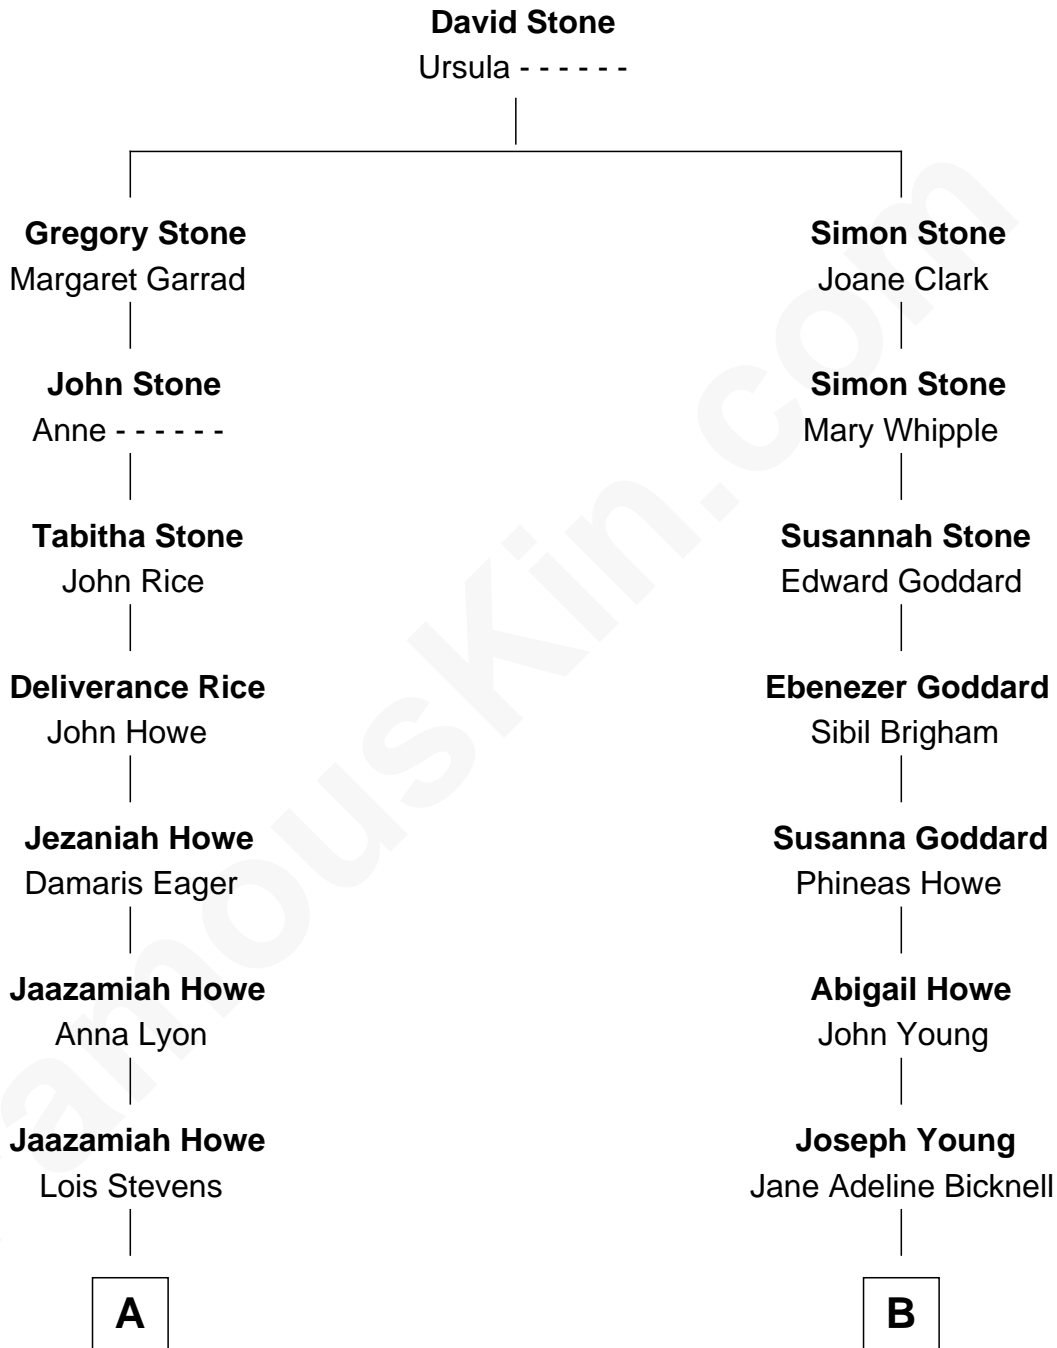 David Stone
Ursula - - - - - -
Gregory Stone
Margaret Garrad
Simon Stone
Joane Clark
John Stone
Anne - - - - - -
Simon Stone
Mary Whipple
Tabitha Stone
John Rice
Susannah Stone
Edward Goddard
Deliverance Rice
John Howe
Ebenezer Goddard
Sibil Brigham
Jezaniah Howe
Damaris Eager
Susanna Goddard
Phineas Howe
Jaazamiah Howe
Anna Lyon
Abigail Howe
John Young
Jaazamiah Howe
Lois Stevens
Joseph Young
Jane Adeline Bicknell
A
B
amouskin.com